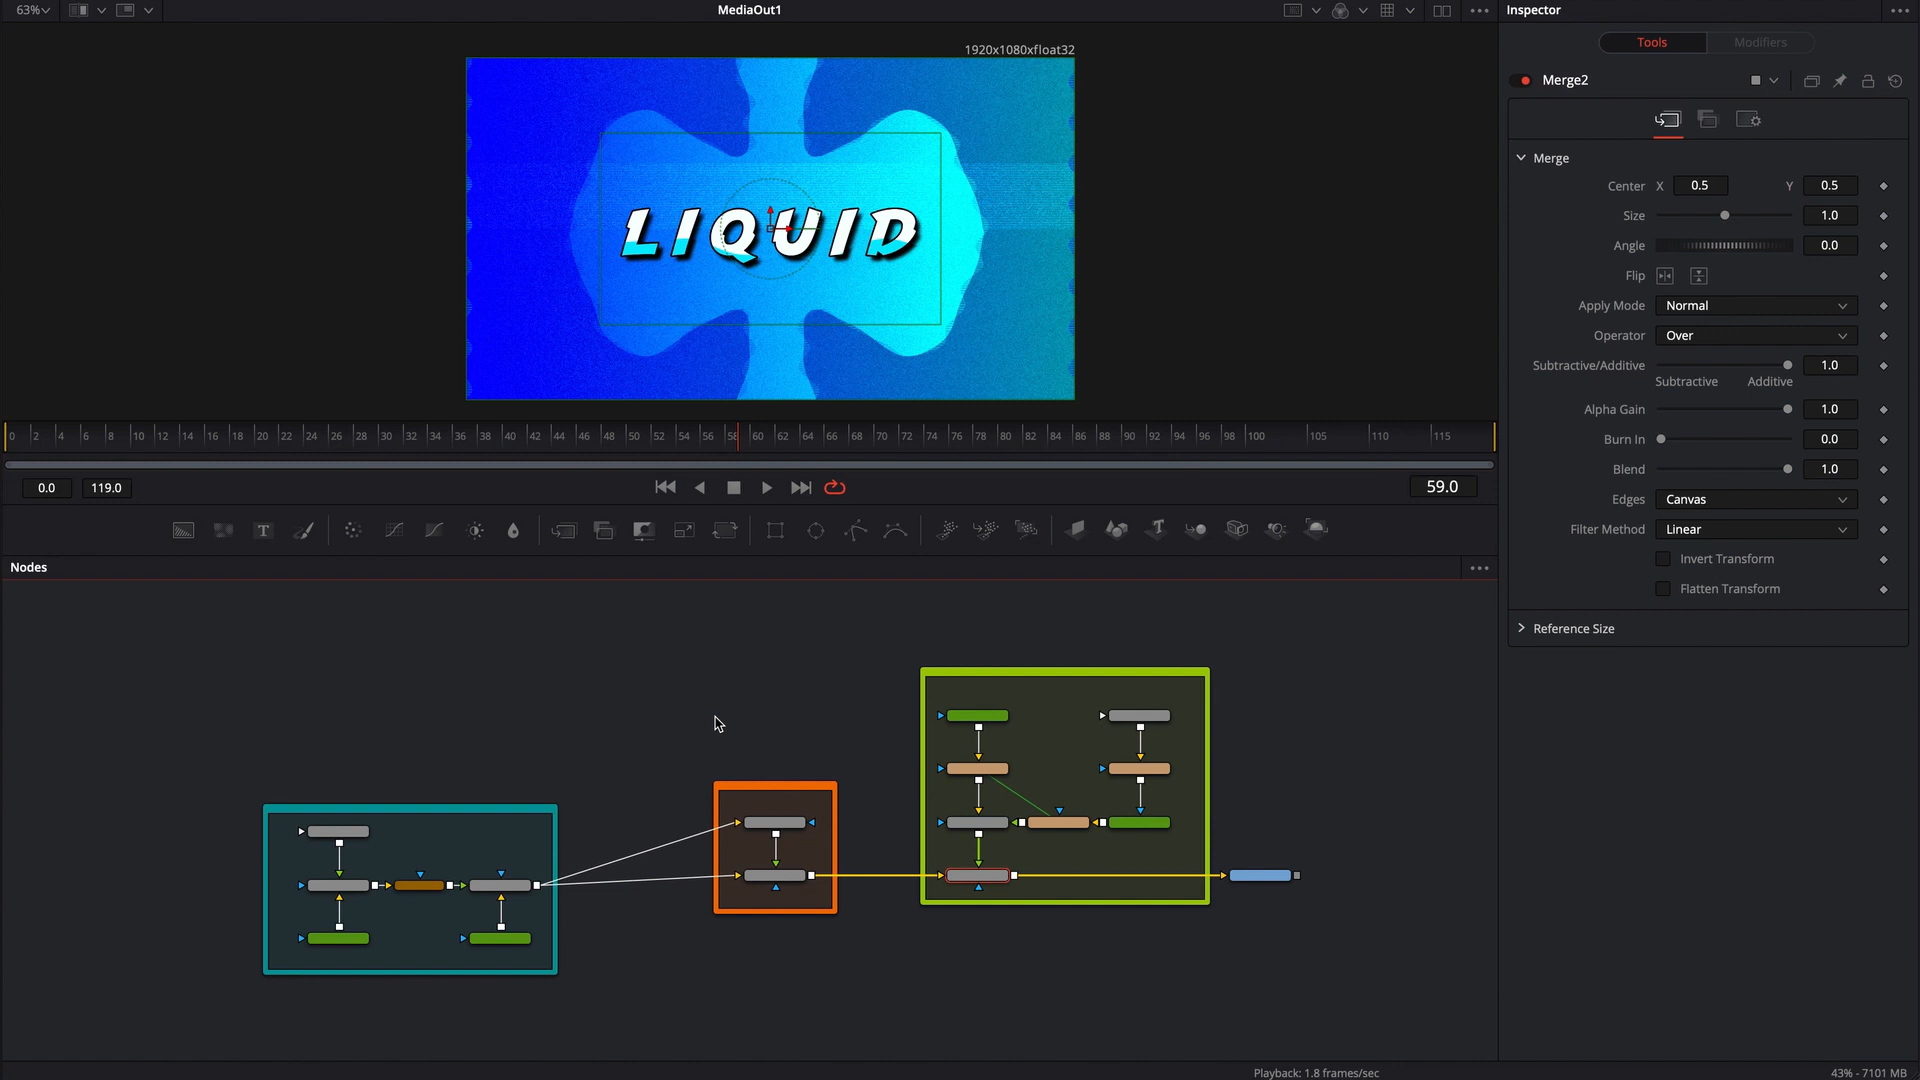 63%
MediaOut1
Inspector
1920x1080xfloat32
Tools
Modifiers
Merge2
LIQUID
Merge
Center X 0.5 Y 0.5
Size 1.0
Angle 0.0
Flip
Apply Mode Normal
Operator Over
Subtractive/Additive 1.0
Subtractive Additive
Alpha Gain 1.0
Burn In 0.0
Blend 1.0
Edges Canvas
Filter Method Linear
Invert Transform
Flatten Transform
Reference Size
0 2 4 6 8 10 12 14 16 18 20 22 24 26 28 30 32 34 36 38 40 42 44 46 48 50 52 54 56 58 60 62 64 66 68 70 72 74 76 78 80 82 84 86 88 90 92 94 96 98 100 105 110 115
0.0 119.0 59.0
Nodes
Playback: 1.8 frames/sec
43% - 7101 MB